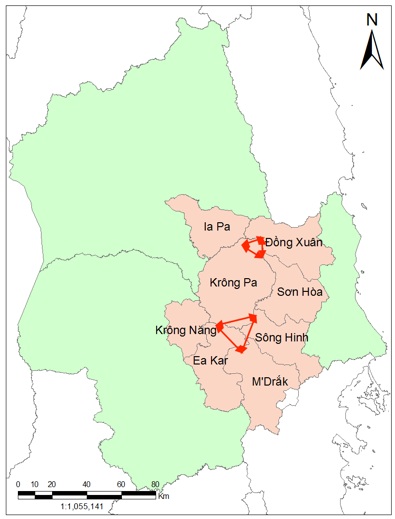 N
Ia Pa
Đồng Xuân
Krông Pa
Sơn Hòa
Krông Năng
Sông Hinh
Ea Kar
M'Drắk
0 10 20 40 60 80
Km
1:1,055,141